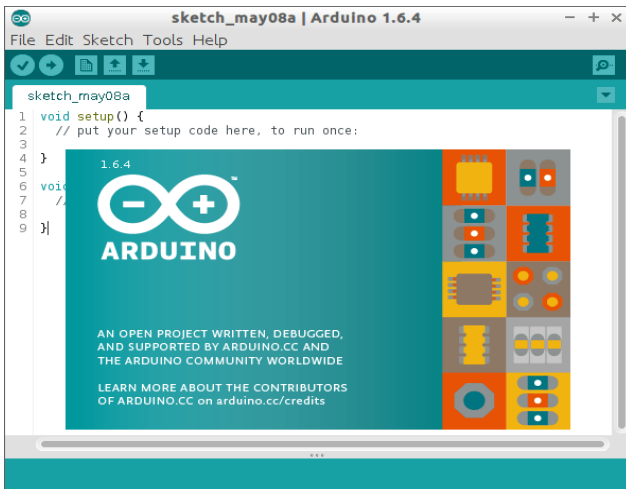 sketch_may08a | Arduino 1.6.4
File Edit Sketch Tools Help
sketch_may08a
1 void setup() {
2 // put your setup code here, to run once:
3
4 }
5
6 voi
7 //
8
9 }
1.6.4
™
ARDUINO
AN OPEN PROJECT WRITTEN, DEBUGGED,
AND SUPPORTED BY ARDUINO.CC AND
THE ARDUINO COMMUNITY WORLDWIDE
LEARN MORE ABOUT THE CONTRIBUTORS
OF ARDUINO.CC on arduino.cc/credits